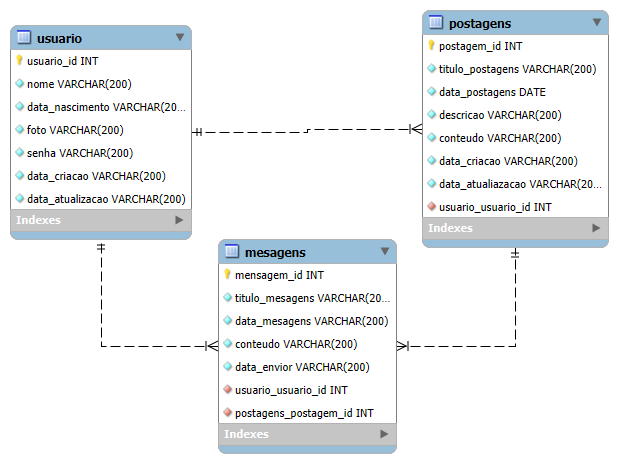 usuario
usuario_id INT
nome VARCHAR(200)
data_nascimento VARCHAR(20...
foto VARCHAR(200)
senha VARCHAR(200)
data_criacao VARCHAR(200)
data_atualizacao VARCHAR(200)
Indexes
postagens
postagem_id INT
titulo_postagens VARCHAR(200)
data_postagens DATE
descricao VARCHAR(200)
conteudo VARCHAR(200)
data_criacao VARCHAR(200)
data_atualiazacao VARCHAR(20...
usuario_usuario_id INT
Indexes
mesagens
mensagem_id INT
titulo_mesagens VARCHAR(20...
data_mesagens VARCHAR(200)
conteudo VARCHAR(200)
data_envior VARCHAR(200)
usuario_usuario_id INT
postagens_postagem_id INT
Indexes